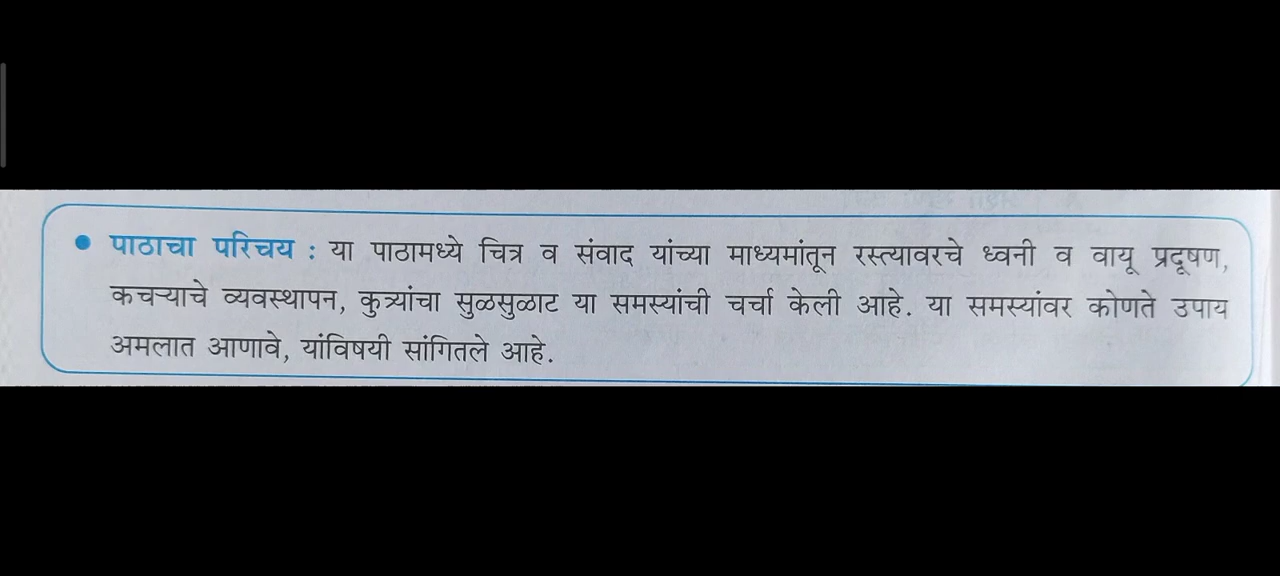 • पाठाचा परिचय : या पाठामध्ये चित्र व संवाद यांच्या माध्यमांतून रस्त्यावरचे ध्वनी व वायू प्रदूषण,
कचऱ्याचे व्यवस्थापन, कुत्र्यांचा सुळसुळाट या समस्यांची चर्चा केली आहे. या समस्यांवर कोणते उपाय
अमलात आणावे, यांविषयी सांगितले आहे.